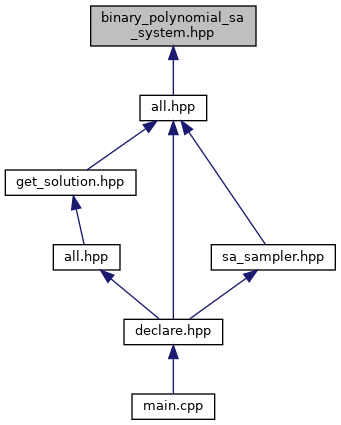 binary_polynomial_sa
_system.hpp
all.hpp
get_solution.hpp
all.hpp
sa_sampler.hpp
declare.hpp
main.cpp